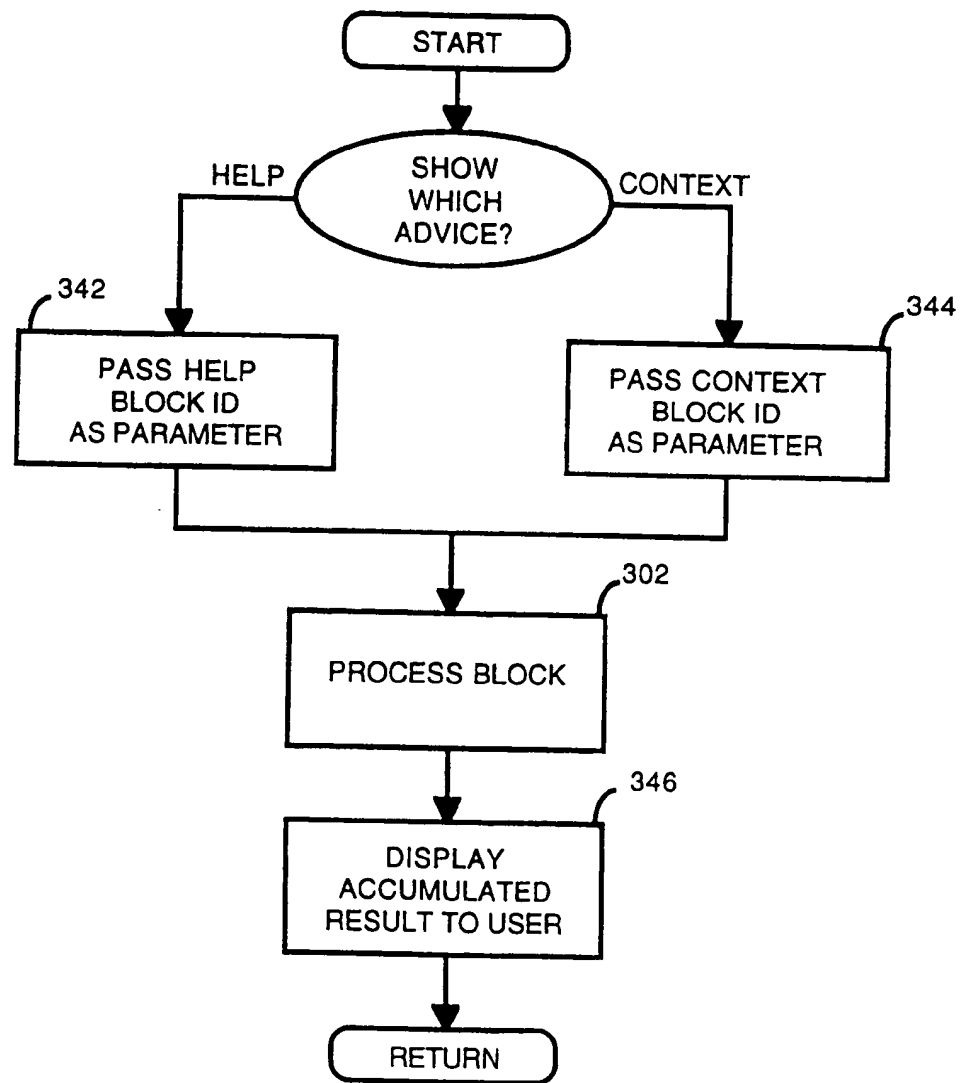 START
SHOW
WHICH
ADVICE?
HELP
CONTEXT
342
PASS HELP
BLOCK ID
AS PARAMETER
344
PASS CONTEXT
BLOCK ID
AS PARAMETER
302
PROCESS BLOCK
346
DISPLAY
ACCUMULATED
RESULT TO USER
RETURN